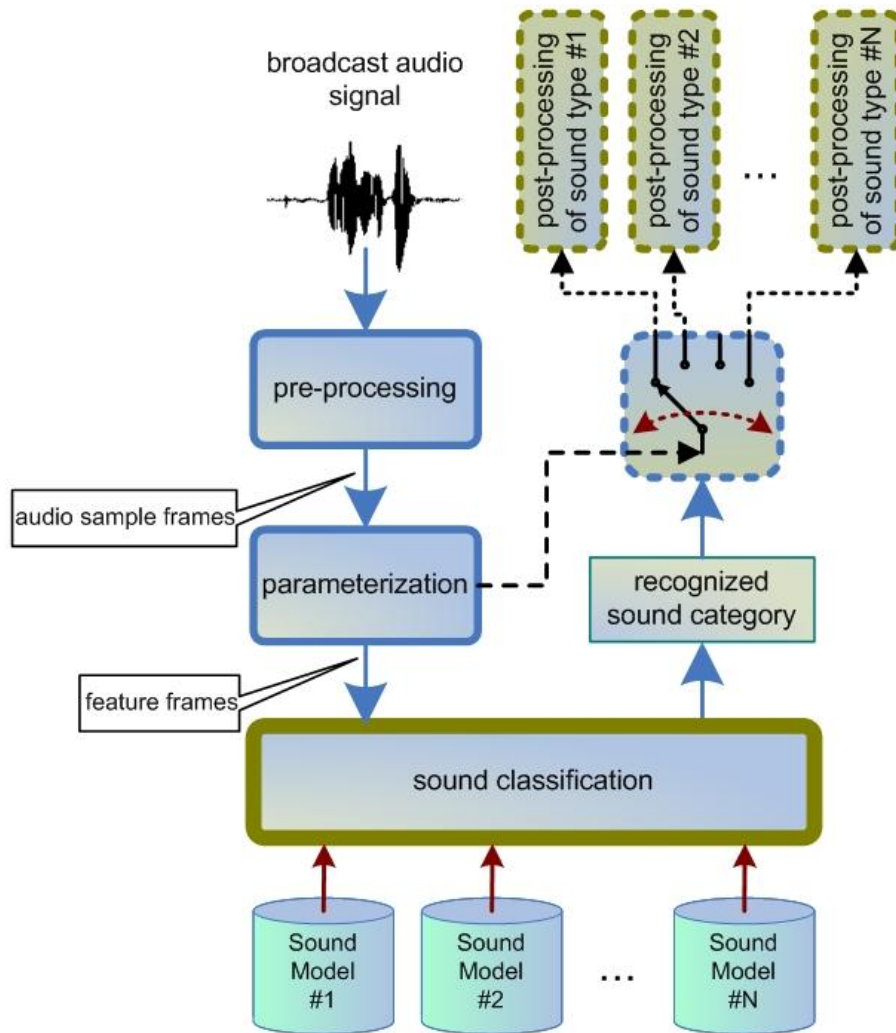 broadcast audio
signal
post-processing
of sound type #1
post-processing
of sound type #2
...
post-processing
of sound type #N
pre-processing
audio sample frames
parameterization
recognized
sound category
feature frames
sound classification
Sound
Model
#1
Sound
Model
#2
...
Sound
Model
#N